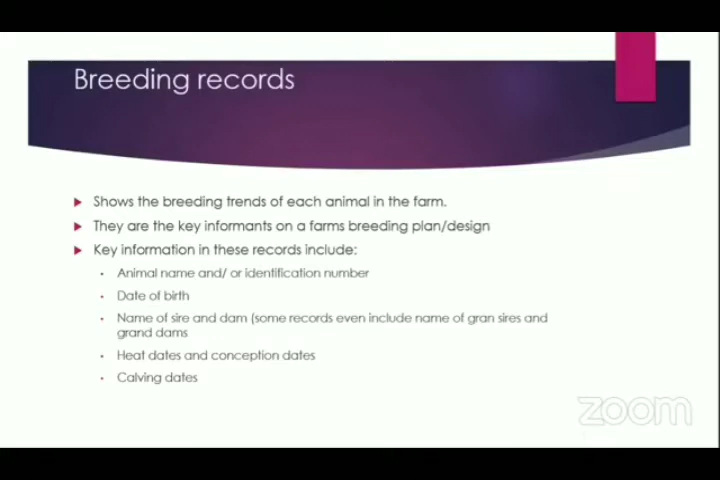 Breeding records
Shows the breeding trends of each animal in the farm.
They are the key informants on a farms breeding plan/design
Key information in these records include:
Animal name and/ or identification number
Date of birth
Name of sire and dam (some records even include name of gran sires and
grand dams
Heat dates and conception dates
Calving dates
zoom